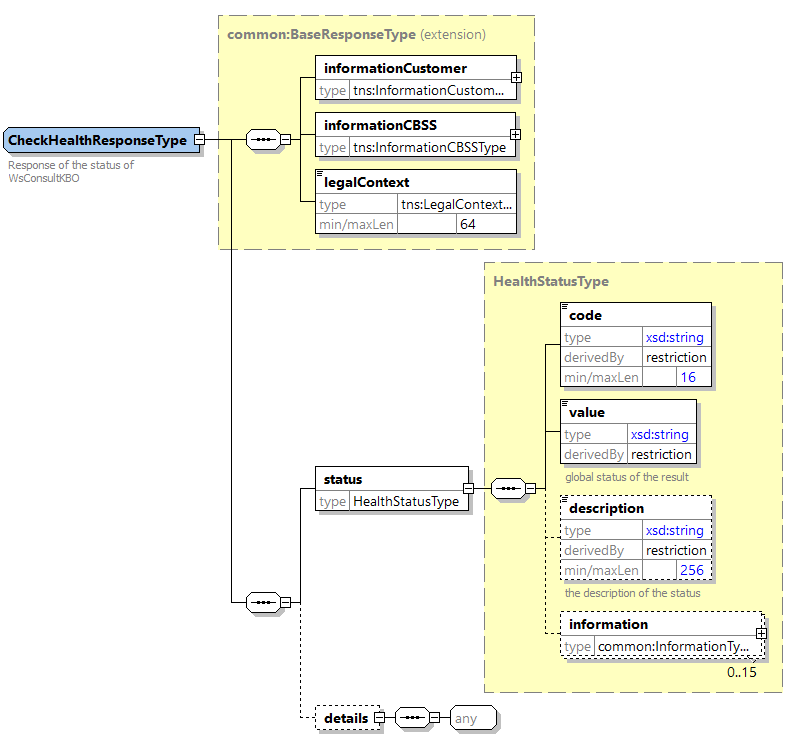 common:BaseResponseType (extension)
informationCustomer
type tns:InformationCustom...
informationCBSS
type tns:InformationCBSSType
CheckHealthResponseType
Response of the status of
WsConsultKBO
legalContext
type tns:LegalContext...
min/maxLen 64
HealthStatusType
code
type xsd:string
derivedBy restriction
min/maxLen 16
value
type xsd:string
derivedBy restriction
global status of the result
status
type HealthStatusType
description
type xsd:string
derivedBy restriction
min/maxLen 256
the description of the status
information
type common:InformationTy...
0..15
details
any